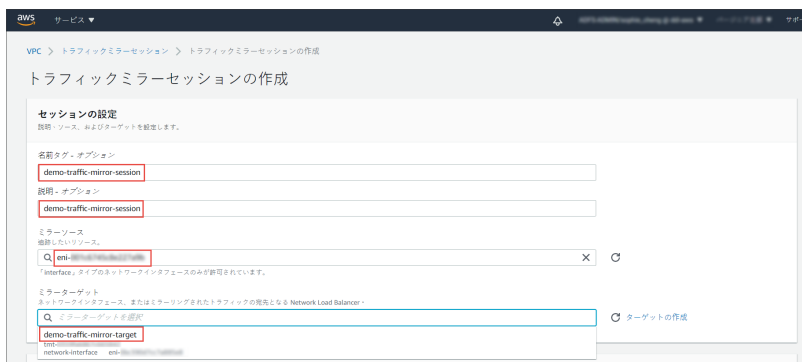 aws サービス ▼ サポ
VPC > トラフィックミラーセッション > トラフィックミラーセッションの作成
トラフィックミラーセッションの作成
セッションの設定
説明、ソース、およびターゲットを設定します。
名前タグ - オプション
demo-traffic-mirror-session
説明 - オプション
demo-traffic-mirror-session
ミラーソース
追跡したいリソース。
eni-
「interface」タイプのネットワークインタフェースのみが許可されています。
ミラーターゲット
ネットワークインタフェース、またはミラーリングされたトラフィックの宛先となる Network Load Balancer。
ミラーターゲットを選択 ターゲットの作成
demo-traffic-mirror-target
tmt-
network-interface eni-